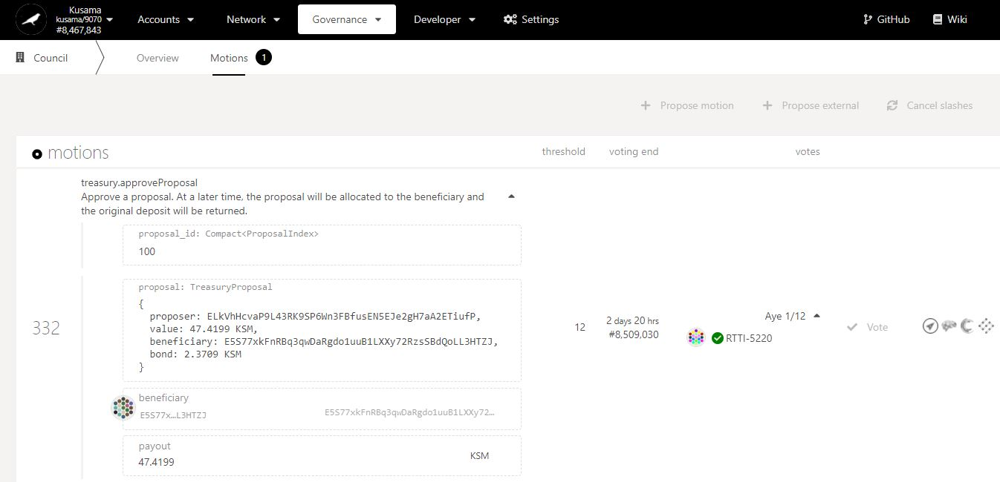 Kusama
kusama/9070
#8,467,843
Accounts
Network
Governance
Developer
Settings
GitHub
Wiki
Council
Overview
Motions 1
Propose motion
Propose external
Cancel slashes
motions
threshold
voting end
votes
treasury.approveProposal
Approve a proposal. At a later time, the proposal will be allocated to the beneficiary and
the original deposit will be returned.
proposal_id: Compact<ProposalIndex>
100
332
proposal: TreasuryProposal
{
proposer: ELkVhHcvaP9L43RK9SP6Wn3FBfusEN5EJe2gH7aA2ETiufP,
value: 47.4199 KSM,
beneficiary: E5S77xkFnRBq3qwDaRgdo1uuB1LXXy72RzsSBdQoLL3HTZJ,
bond: 2.3709 KSM
}
12
2 days 20 hrs
#8,509,030
Aye 1/12
RTTI-5220
Vote
beneficiary
E5S77x…L3HTZJ
E5S77xkFnRBq3qwDaRgdo1uuB1LXXy72…
payout
47.4199
KSM